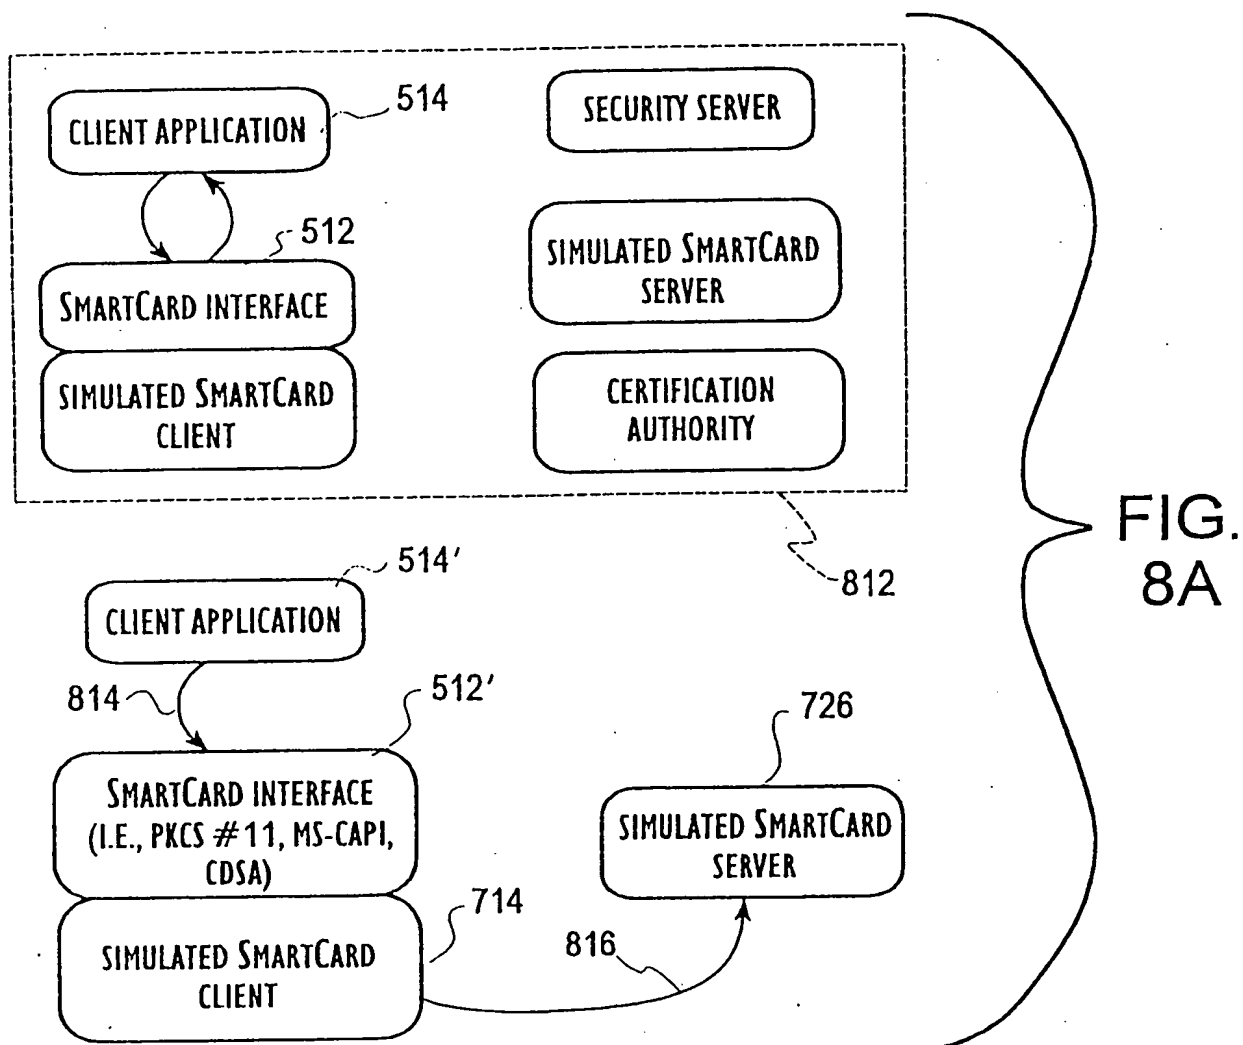 CLIENT APPLICATION
514
SECURITY SERVER
512
SMARTCARD INTERFACE
SIMULATED SMARTCARD
CLIENT
SIMULATED SMARTCARD
SERVER
CERTIFICATION
AUTHORITY
812
FIG.
8A
514′
CLIENT APPLICATION
814
512′
SMARTCARD INTERFACE
(I.E., PKCS #11, MS-CAPI,
CDSA)
714
SIMULATED SMARTCARD
CLIENT
816
726
SIMULATED SMARTCARD
SERVER